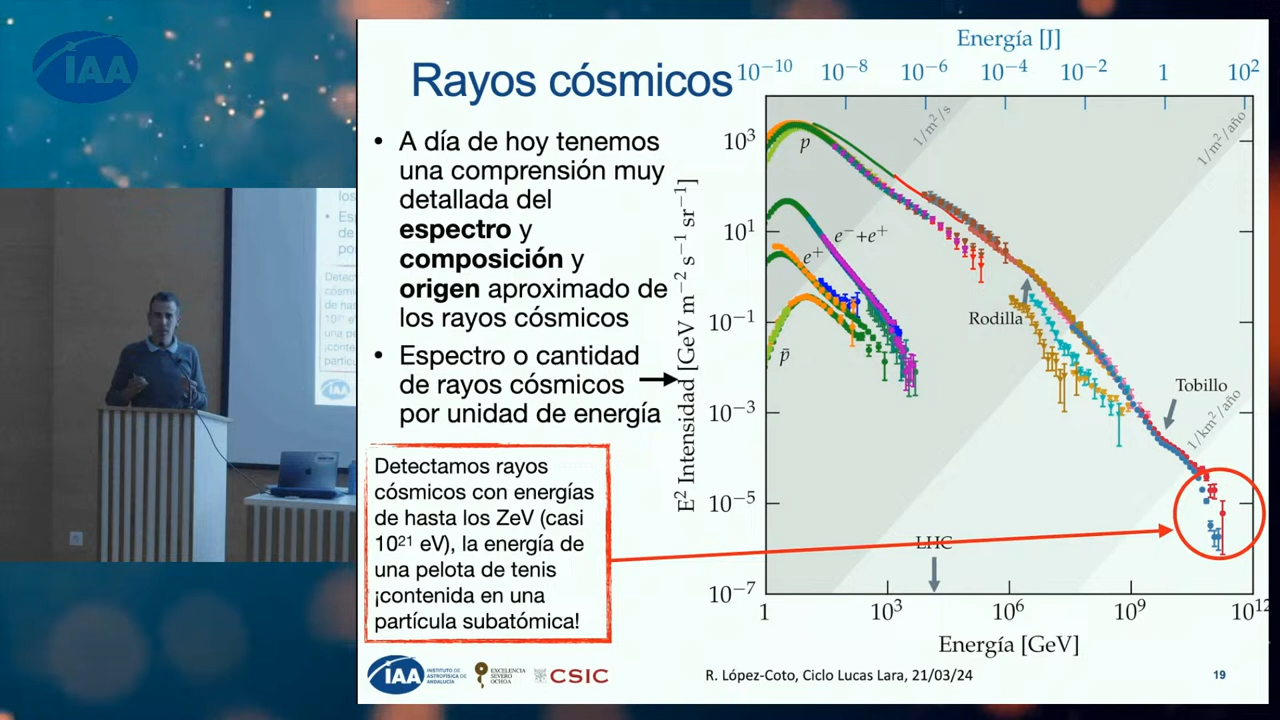 IAA
Rayos cósmicos
• A día de hoy tenemos
una comprensión muy
detallada del
espectro y
composición y
origen aproximado de
los rayos cósmicos
• Espectro o cantidad
de rayos cósmicos
por unidad de energía
Detectamos rayos
cósmicos con energías
de hasta los ZeV (casi
10²¹ eV), la energía de
una pelota de tenis
¡contenida en una
partícula subatómica!
Energía [J]
10⁻¹⁰ 10⁻⁸ 10⁻⁶ 10⁻⁴ 10⁻² 1 10²
E² Intensidad [GeV m⁻² s⁻¹ sr⁻¹]
10³
10¹
10⁻¹
10⁻³
10⁻⁵
10⁻⁷
1/m²/s
1/m²/año
1/km²/año
p
e⁻+e⁺
e⁺
p̄
Rodilla
Tobillo
LHC
1 10³ 10⁶ 10⁹ 10¹²
Energía [GeV]
IAA
INSTITUTO DE
ASTROFÍSICA DE
ANDALUCÍA
EXCELENCIA
SEVERO
OCHOA
CSIC
R. López-Coto, Ciclo Lucas Lara, 21/03/24
19